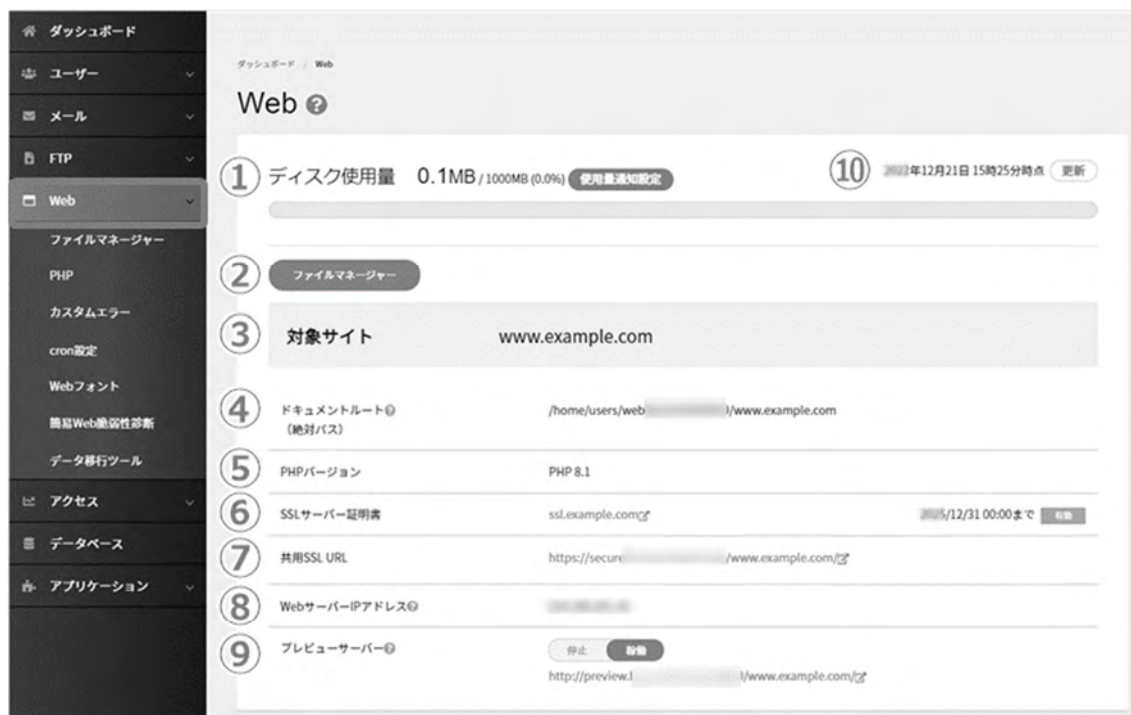 ダッシュボード
ユーザー
メール
FTP
Web
ファイルマネージャー
PHP
カスタムエラー
cron設定
Webフォント
簡易Web脆弱性診断
データ移行ツール
アクセス
データベース
アプリケーション
ダッシュボード / Web
Web ?
① ディスク使用量 0.1MB / 1000MB (0.0%) 使用量通知設定
⑩ 年12月21日 15時25分時点 更新
② ファイルマネージャー
③ 対象サイト www.example.com
④ ドキュメントルート? /home/users/web /www.example.com
（絶対パス）
⑤ PHPバージョン PHP 8.1
⑥ SSLサーバー証明書 ssl.example.com /12/31 00:00まで 有効
⑦ 共用SSL URL https://secure /www.example.com/
⑧ WebサーバーIPアドレス?
⑨ プレビューサーバー? 停止 稼働
http://preview. /www.example.com/